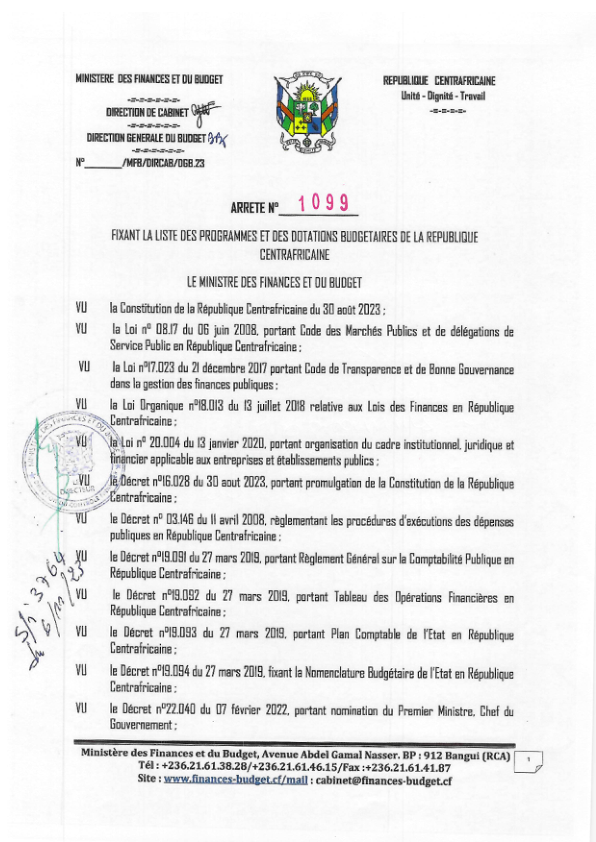 MINISTERE DES FINANCES ET DU BUDGET
-=-=-=-=-=-=-
DIRECTION DE CABINET
-=-=-=-=-=-=-
DIRECTION GENERALE DU BUDGET
-=-=-=-=-=-=-
N°________/MFB/DIRCAB/DGB.23
REPUBLIQUE CENTRAFRICAINE
Unité - Dignité - Travail
-=-=-=-=-
ARRETE N° 1099
FIXANT LA LISTE DES PROGRAMMES ET DES DOTATIONS BUDGETAIRES DE LA REPUBLIQUE
CENTRAFRICAINE
LE MINISTRE DES FINANCES ET DU BUDGET
VU la Constitution de la République Centrafricaine du 30 août 2023 ;
VU la Loi n° 08.17 du 06 juin 2008, portant Code des Marchés Publics et de délégations de
Service Public en République Centrafricaine ;
VU la Loi n°17.023 du 21 décembre 2017 portant Code de Transparence et de Bonne Gouvernance
dans la gestion des finances publiques ;
VU la Loi Organique n°18.013 du 13 juillet 2018 relative aux Lois des Finances en République
Centrafricaine ;
VU la Loi n° 20.004 du 13 janvier 2020, portant organisation du cadre institutionnel, juridique et
financier applicable aux entreprises et établissements publics ;
VU le Décret n°16.028 du 30 aout 2023, portant promulgation de la Constitution de la République
Centrafricaine ;
VU le Décret n° 03.146 du 11 avril 2008, règlementant les procédures d'exécutions des dépenses
publiques en République Centrafricaine ;
VU le Décret n°19.091 du 27 mars 2019, portant Règlement Général sur la Comptabilité Publique en
République Centrafricaine ;
VU le Décret n°19.092 du 27 mars 2019, portant Tableau des Opérations Financières en
République Centrafricaine ;
VU le Décret n°19.093 du 27 mars 2019, portant Plan Comptable de l'Etat en République
Centrafricaine ;
VU le Décret n°19.094 du 27 mars 2019, fixant la Nomenclature Budgétaire de l'Etat en République
Centrafricaine ;
VU le Décret n°22.040 du 07 février 2022, portant nomination du Premier Ministre, Chef du
Gouvernement ;
DIRECTEUR
Ministère des Finances et du Budget, Avenue Abdel Gamal Nasser. BP : 912 Bangui (RCA)
Tél : +236.21.61.38.28/+236.21.61.46.15/Fax :+236.21.61.41.87
Site : www.finances-budget.cf/mail : cabinet@finances-budget.cf
1